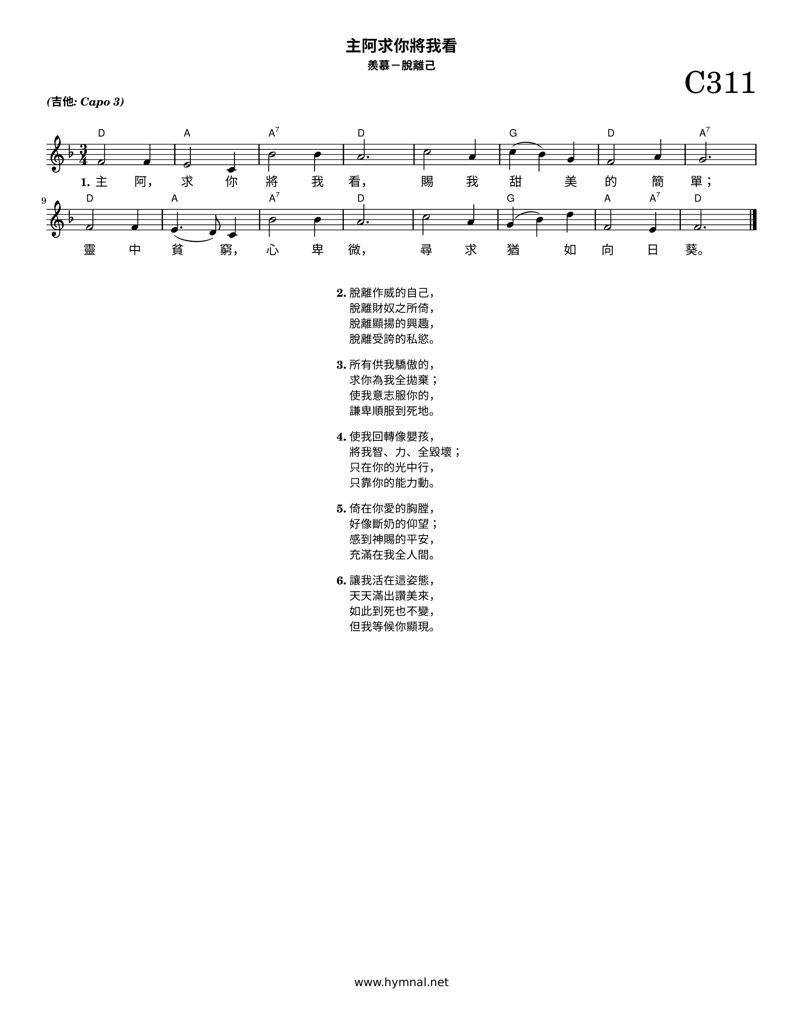 主阿求你將我看
羨慕－脫離己
C311
(吉他: Capo 3)
D A A7 D G D A7
3
4
1. 主 阿， 求 你 將 我 看， 賜 我 甜 美 的 簡 單；
9
D A A7 D G A A7 D
靈 中 貧 窮， 心 卑 微， 尋 求 猶 如 向 日 葵。
2. 脫離作威的自己，
脫離財奴之所倚，
脫離顯揚的興趣，
脫離受誇的私慾。
3. 所有供我驕傲的，
求你為我全拋棄；
使我意志服你的，
謙卑順服到死地。
4. 使我回轉像嬰孩，
將我智、力、全毀壞；
只在你的光中行，
只靠你的能力動。
5. 倚在你愛的胸膛，
好像斷奶的仰望；
感到神賜的平安，
充滿在我全人間。
6. 讓我活在這姿態，
天天滿出讚美來，
如此到死也不變，
但我等候你顯現。
www.hymnal.net